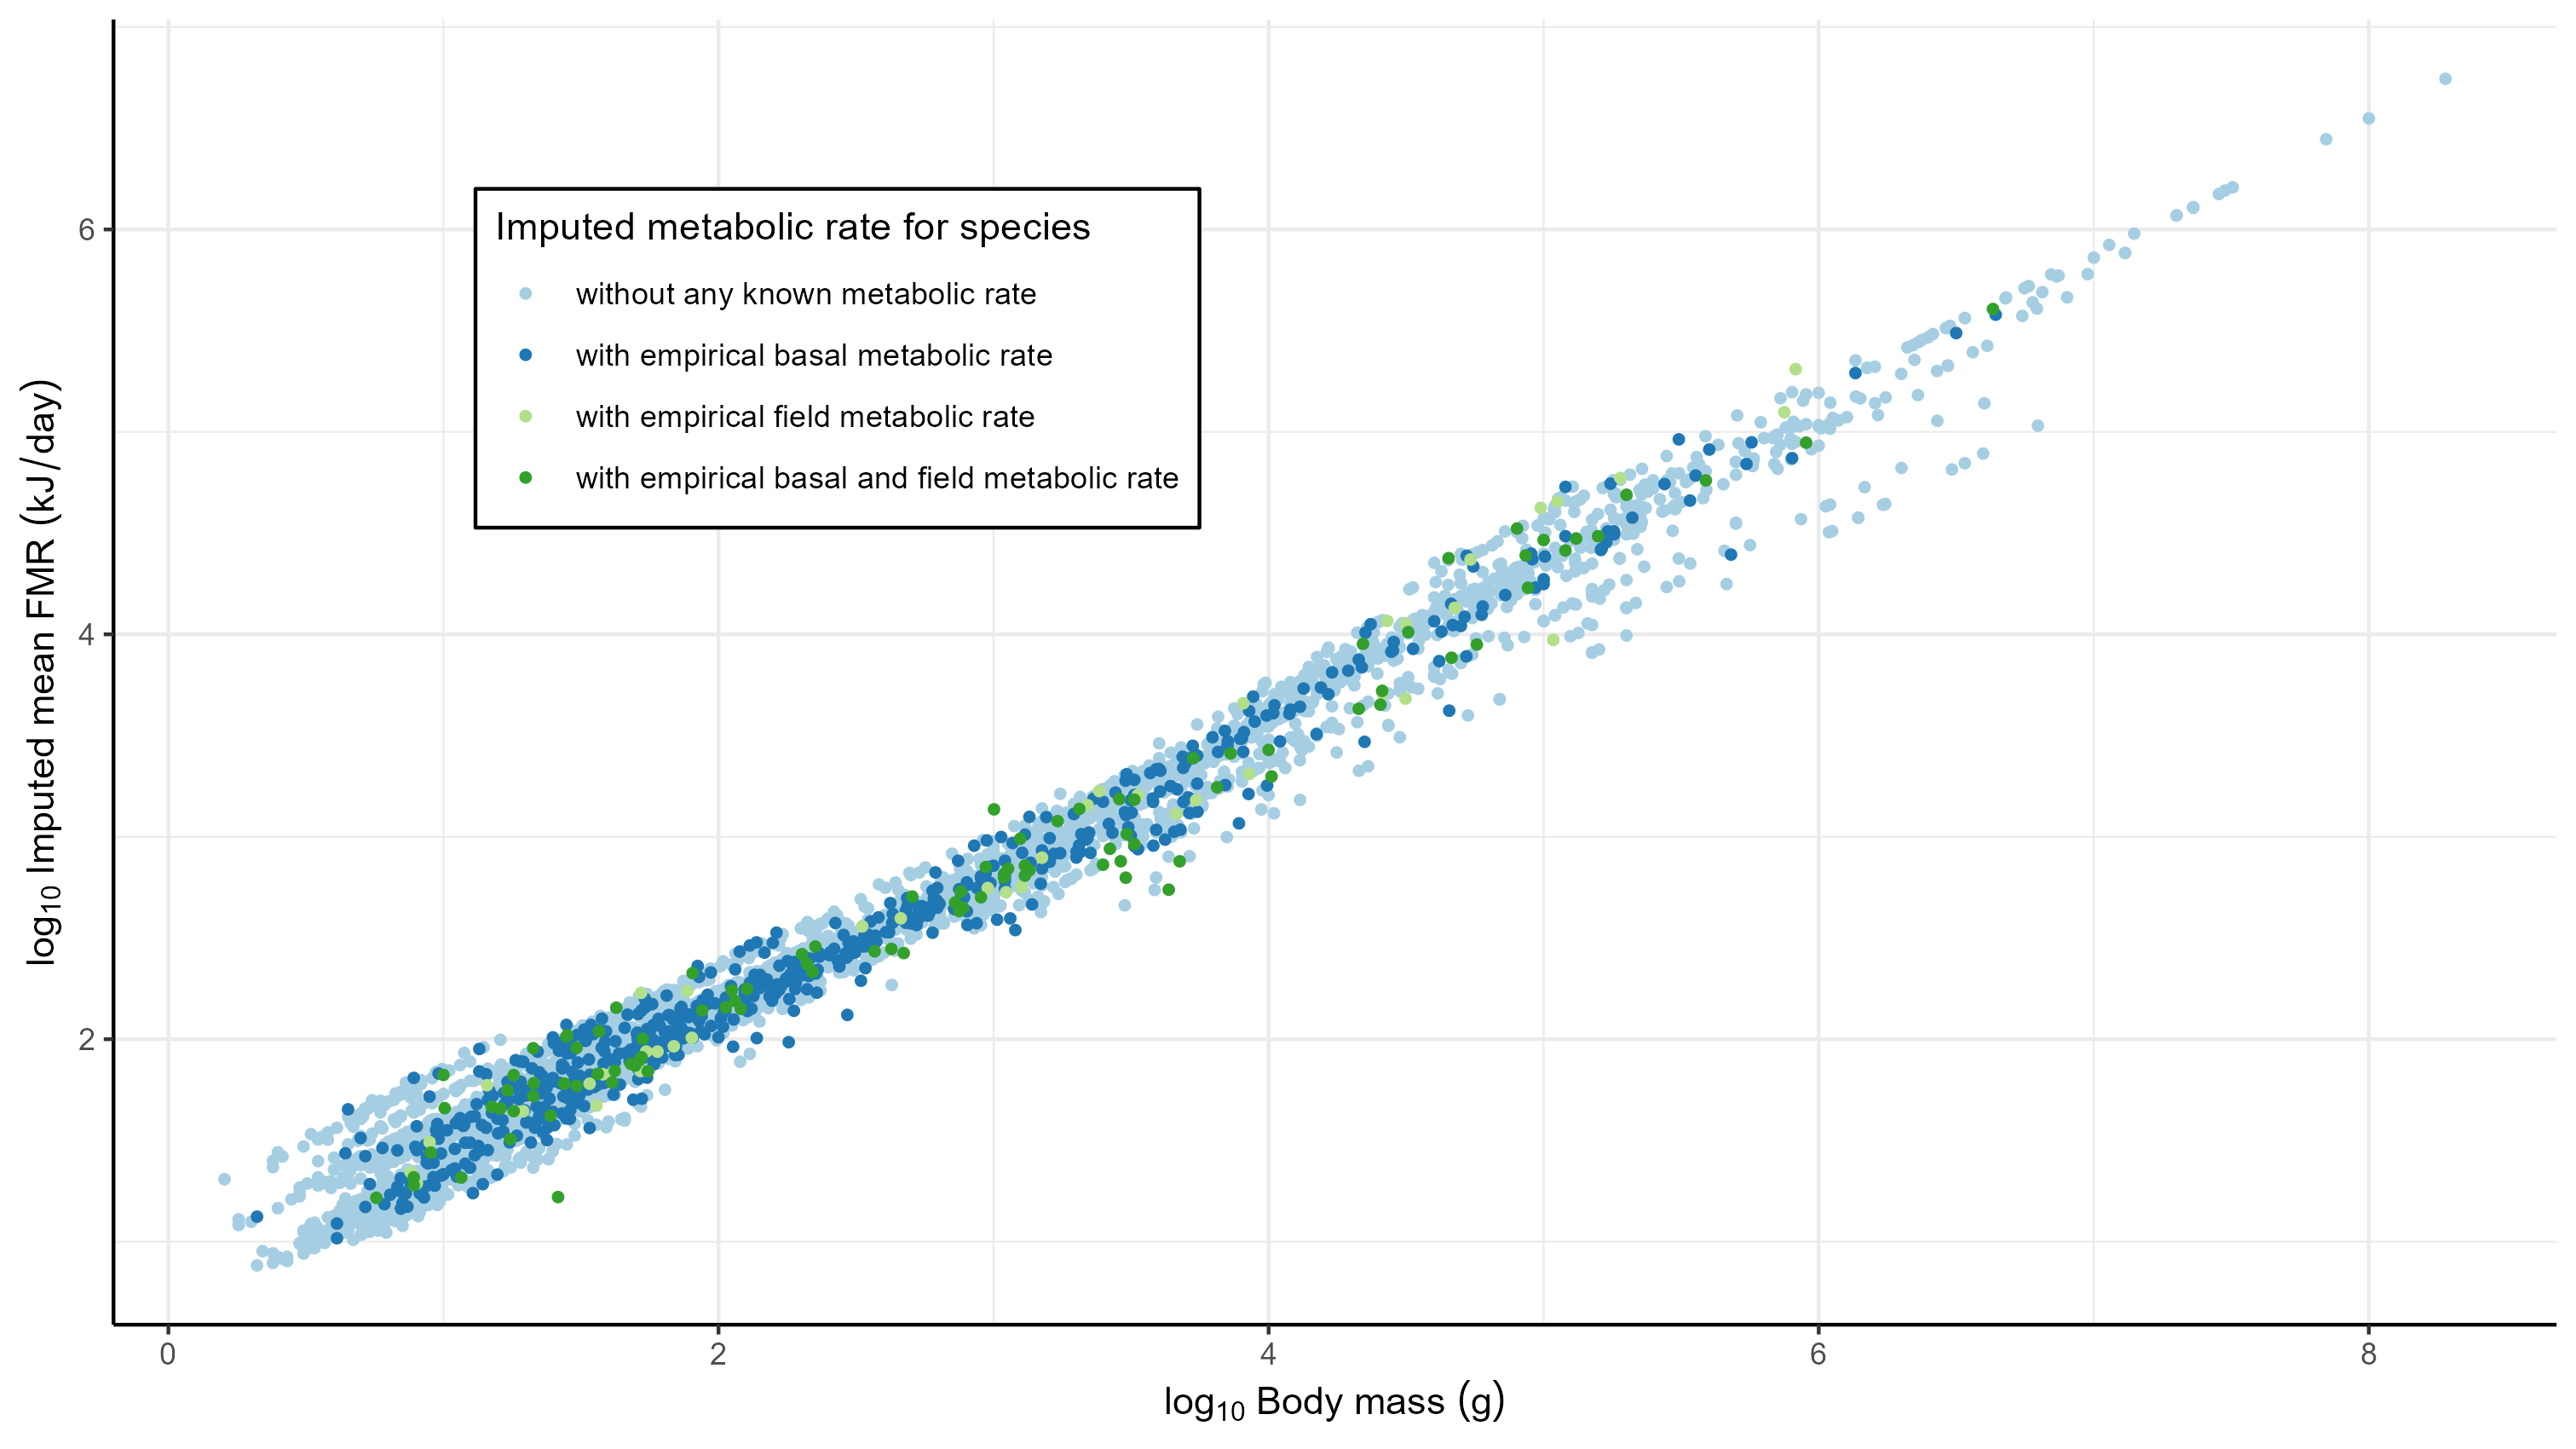 log₁₀ Imputed mean FMR (kJ/day)
6
4
2
Imputed metabolic rate for species
without any known metabolic rate
with empirical basal metabolic rate
with empirical field metabolic rate
with empirical basal and field metabolic rate
0 2 4 6 8
log₁₀ Body mass (g)